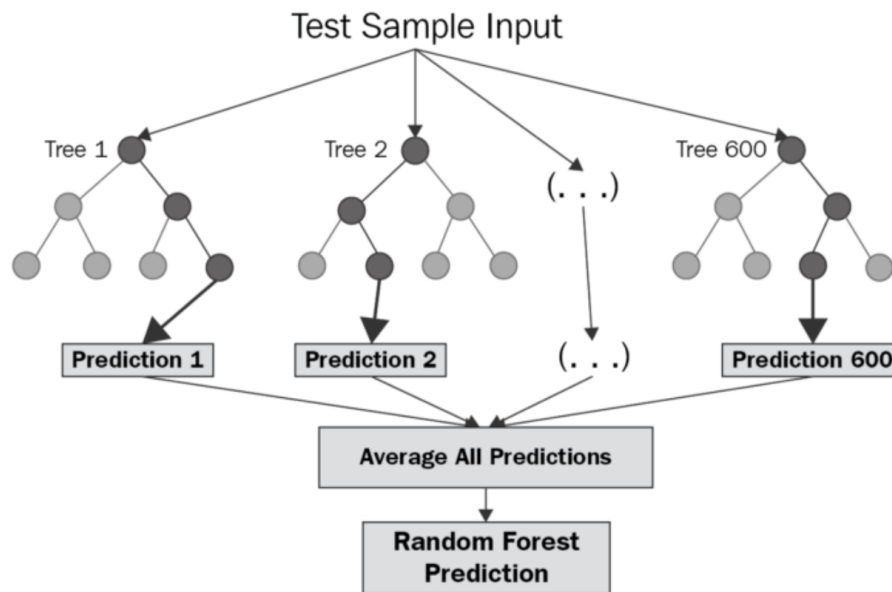 Test Sample Input
Tree 1
Tree 2
(. . .)
Tree 600
Prediction 1
Prediction 2
(. . .)
Prediction 600
Average All Predictions
Random Forest
Prediction